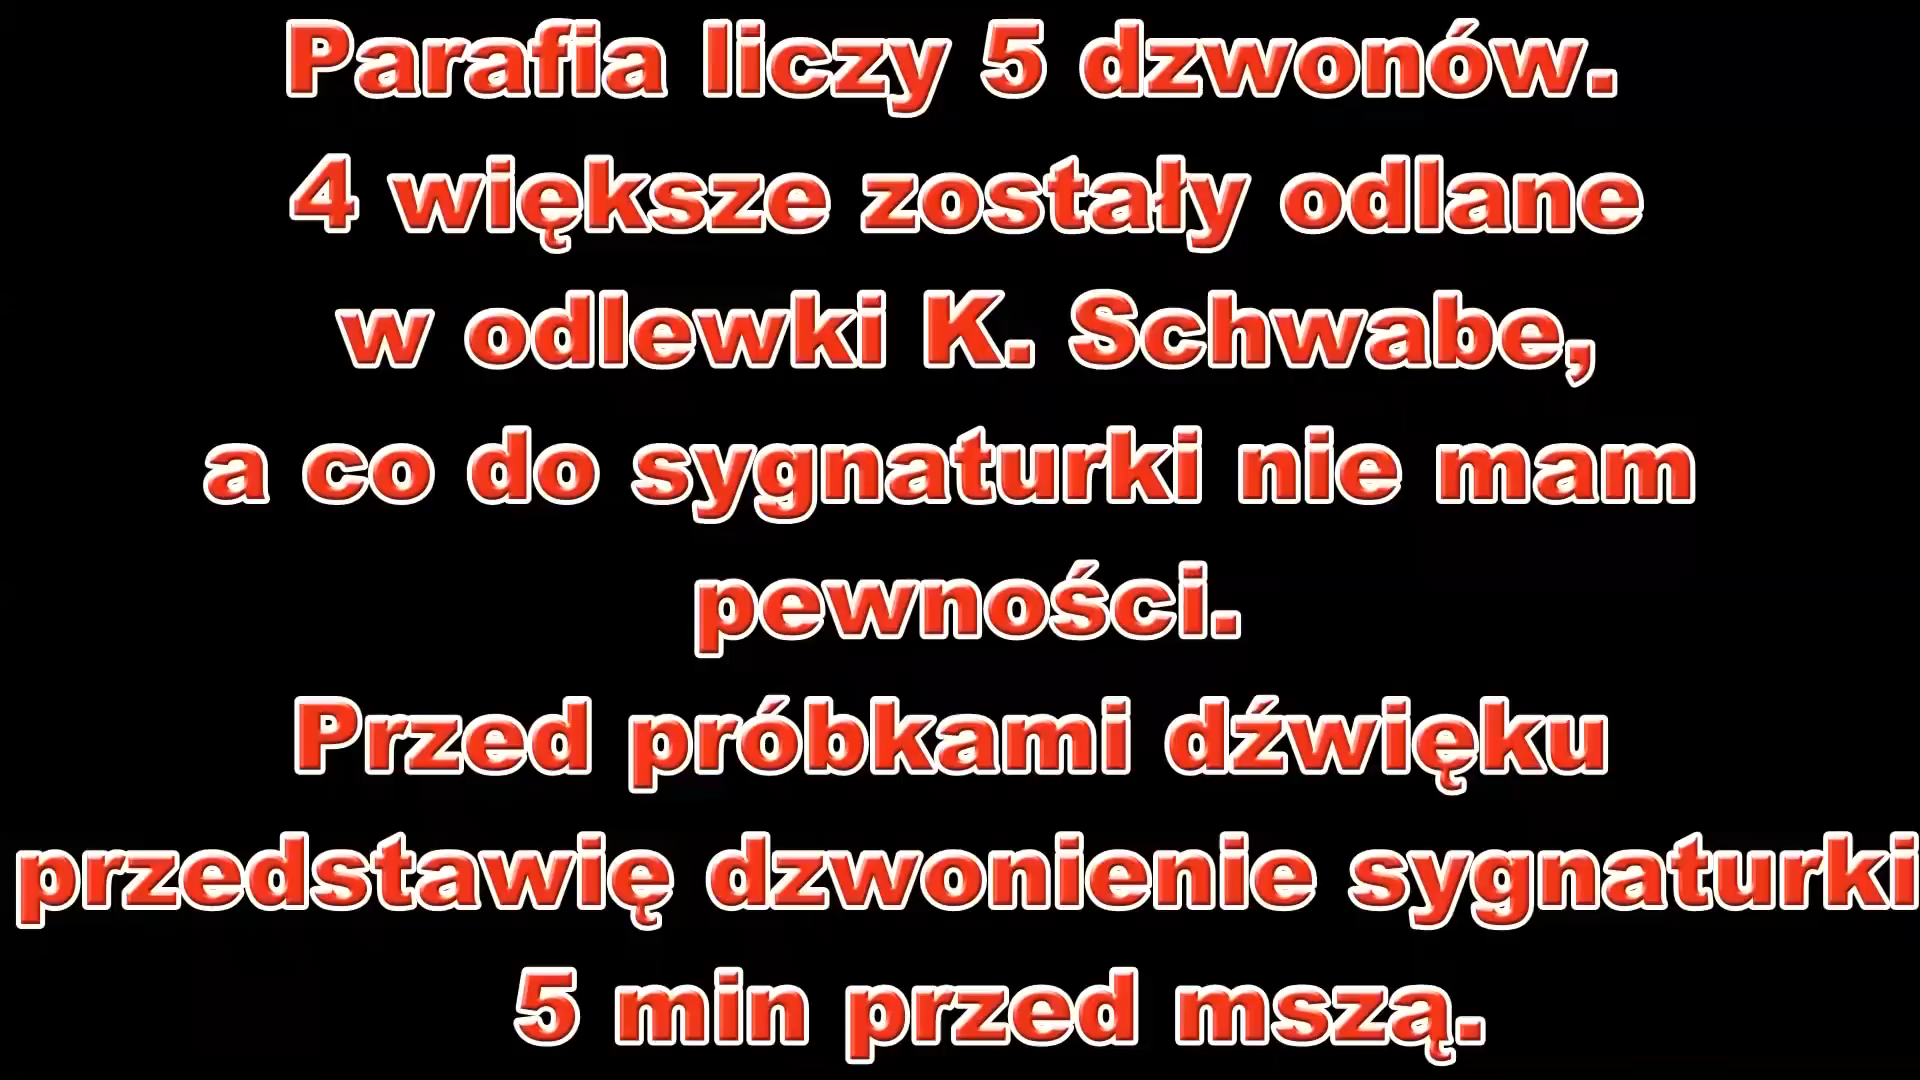 Parafia liczy 5 dzwonów.
4 większe zostały odlane
w odlewki K. Schwabe,
a co do sygnaturki nie mam
pewności.
Przed próbkami dźwięku
przedstawię dzwonienie sygnaturki
5 min przed mszą.